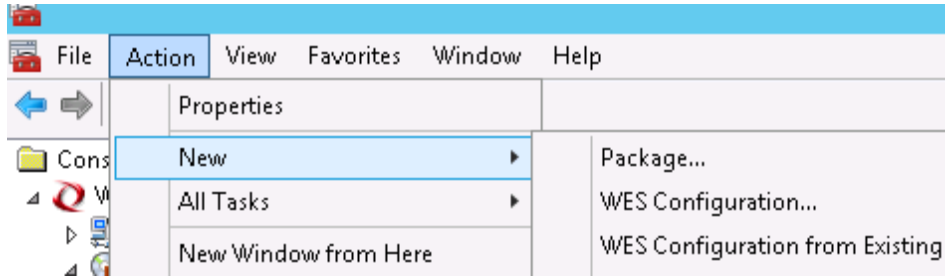 File Action View Favorites Window Help
Properties
Cons New Package...
W All Tasks WES Configuration...
New Window from Here WES Configuration from Existing